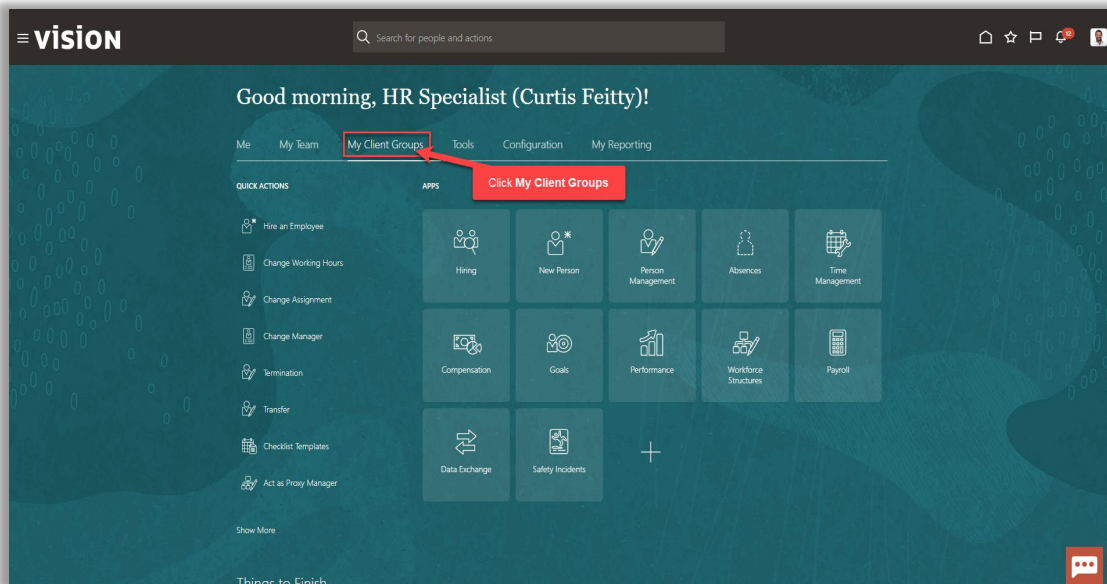 vision
Search for people and actions
12
Good morning, HR Specialist (Curtis Feitty)!
Me My Team My Client Groups Tools Configuration My Reporting
Click My Client Groups
QUICK ACTIONS
Hire an Employee
Change Working Hours
Change Assignment
Change Manager
Termination
Transfer
Checklist Templates
Act as Proxy Manager
Show More
APPS
Hiring
New Person
Person
Management
Absences
Time
Management
Compensation
Goals
Performance
Workforce
Structures
Payroll
Data Exchange
Safety Incidents
Things to Finish